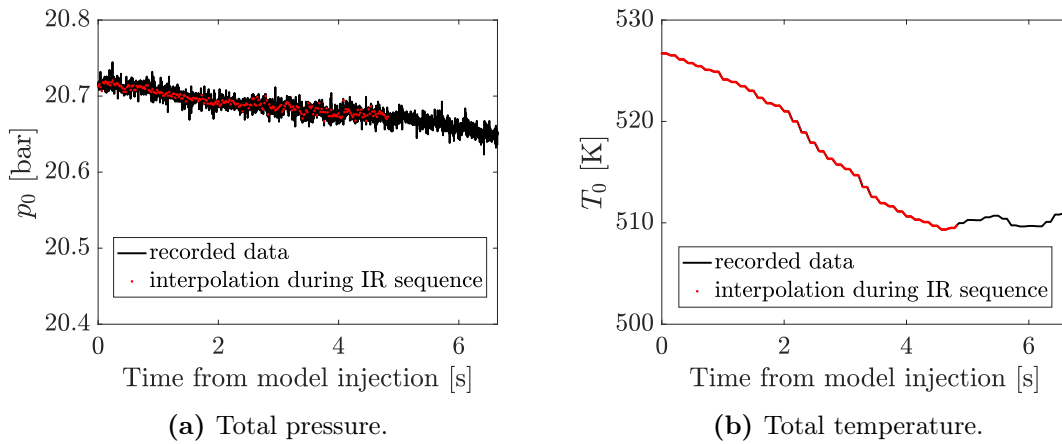 20.8
20.7
20.6
20.5
20.4
p0 [bar]
recorded data
interpolation during IR sequence
0 2 4 6
Time from model injection [s]
(a) Total pressure.
530
520
510
500
T0 [K]
recorded data
interpolation during IR sequence
0 2 4 6
Time from model injection [s]
(b) Total temperature.